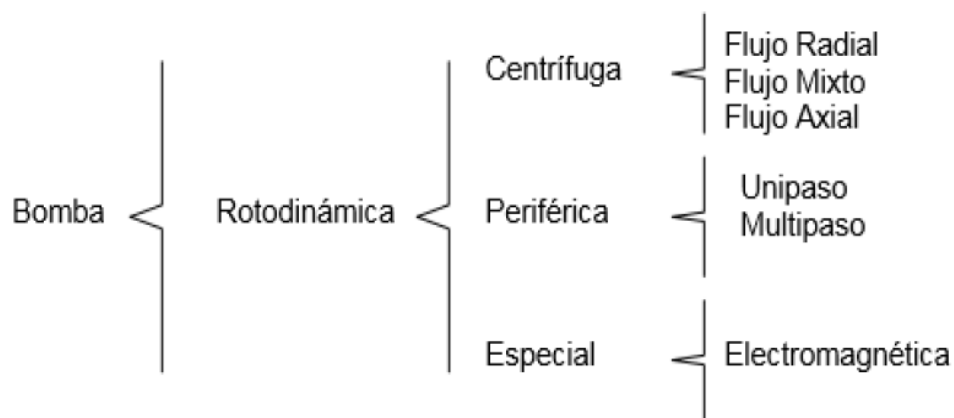 Bomba
Rotodinámica
Centrífuga
Flujo Radial
Flujo Mixto
Flujo Axial
Periférica
Unipaso
Multipaso
Especial
Electromagnética